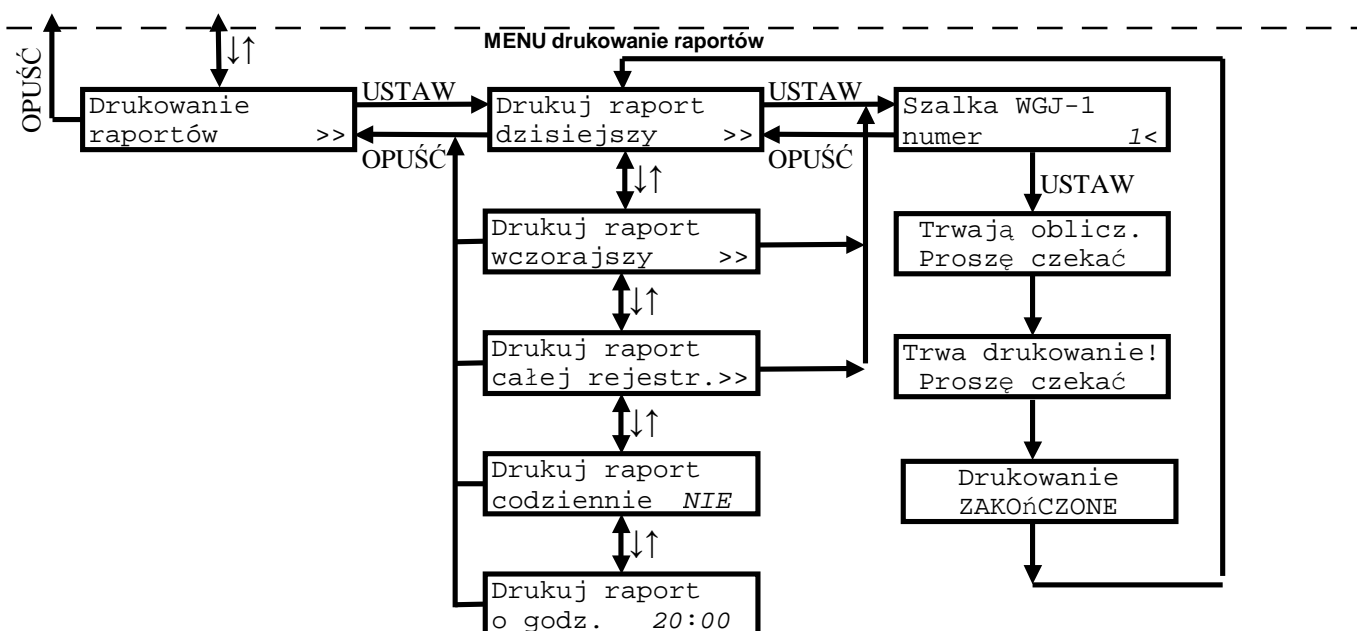 MENU drukowanie raportów
OPUŚĆ
↓↑
Drukowanie
raportów >>
USTAW
OPUŚĆ
Drukuj raport
dzisiejszy >>
USTAW
OPUŚĆ
Szalka WGJ-1
numer 1<
↓↑
USTAW
Drukuj raport
wczorajszy >>
Trwają oblicz.
Proszę czekać
↓↑
Drukuj raport
całej rejestr.>>
Trwa drukowanie!
Proszę czekać
↓↑
Drukuj raport
codziennie NIE
Drukowanie
ZAKOńCZONE
↓↑
Drukuj raport
o godz. 20:00